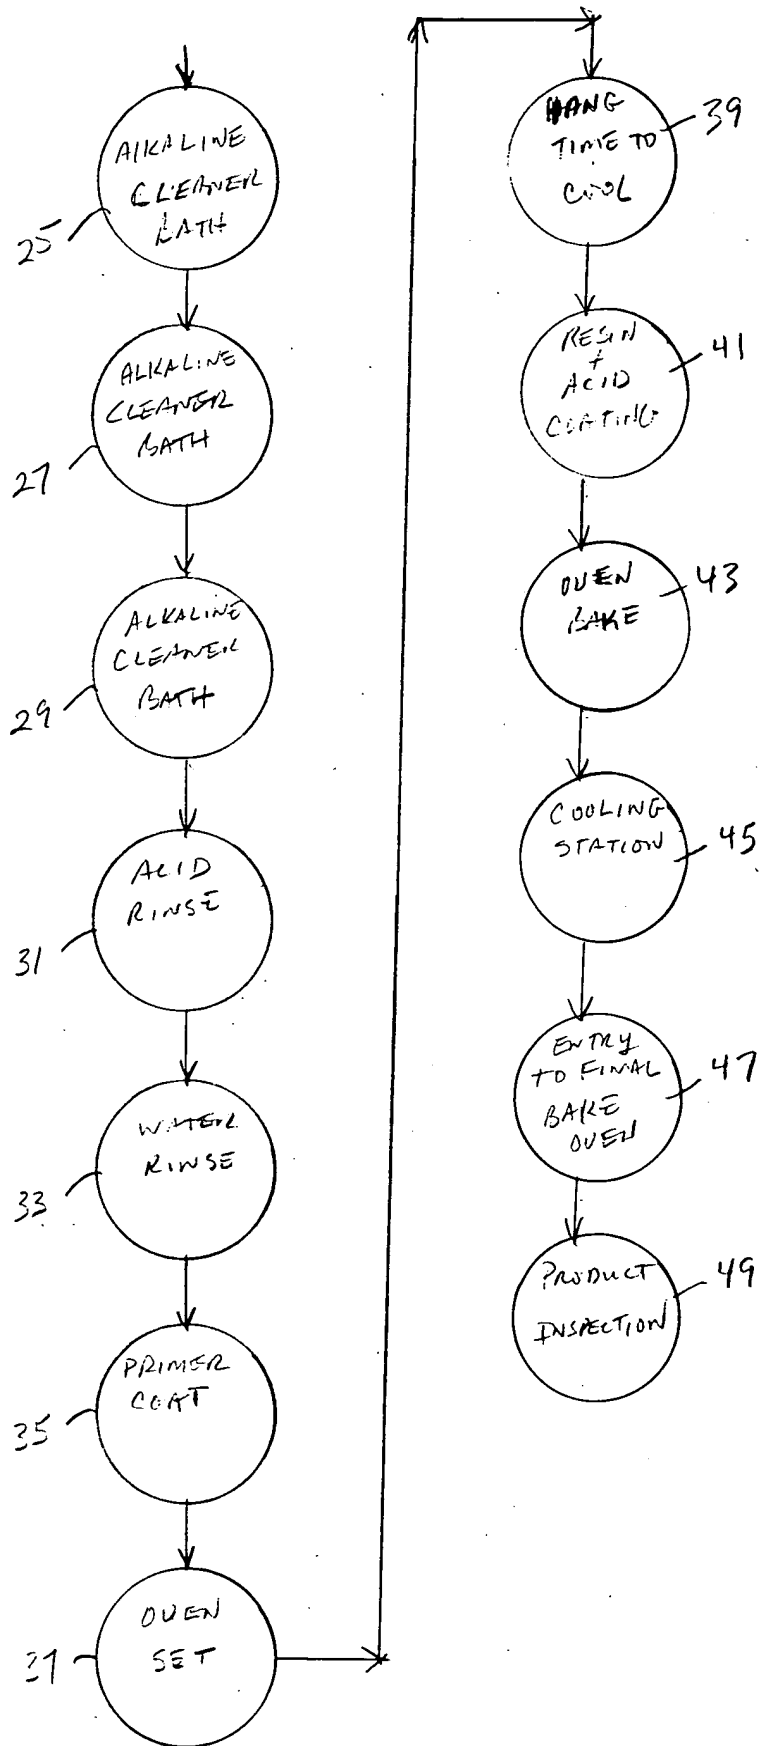 ALKALINE
CLEANER
BATH
25
ALKALINE
CLEANER
BATH
27
ALKALINE
CLEANER
BATH
29
ACID
RINSE
31
WATER
RINSE
33
PRIMER
COAT
35
OVEN
SET
37
HANG
TIME TO
COOL
39
RESIN
+
ACID
COATING
41
OVEN
BAKE
43
COOLING
STATION
45
ENTRY
TO FINAL
BAKE
OVEN
47
PRODUCT
INSPECTION
49